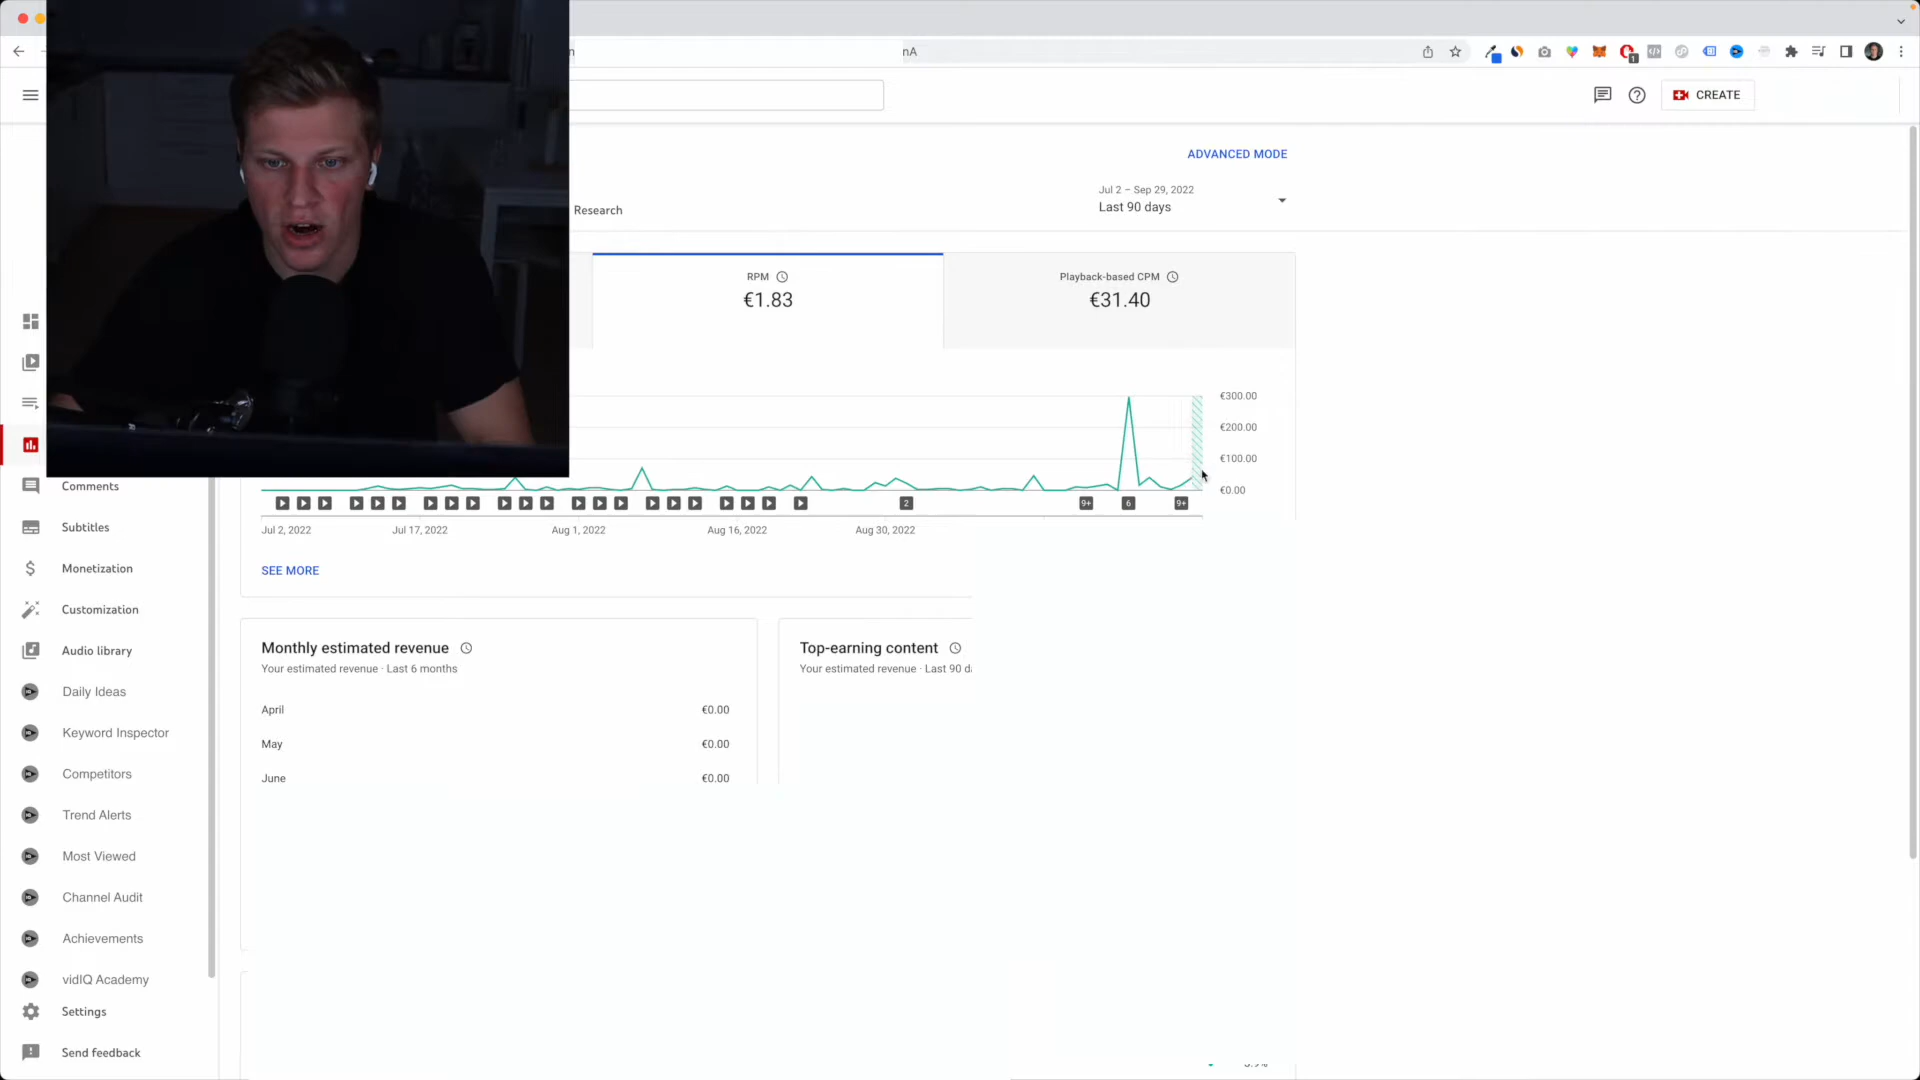 n
nA
1
CREATE
ADVANCED MODE
Research
Jul 2 – Sep 29, 2022
Last 90 days
RPM
€1.83
Playback-based CPM
€31.40
€300.00
€200.00
€100.00
€0.00
2
9+
6
9+
Jul 2, 2022
Jul 17, 2022
Aug 1, 2022
Aug 16, 2022
Aug 30, 2022
SEE MORE
Comments
Subtitles
Monetization
Customization
Audio library
Daily Ideas
Keyword Inspector
Competitors
Trend Alerts
Most Viewed
Channel Audit
Achievements
vidIQ Academy
Settings
Send feedback
Monthly estimated revenue
Your estimated revenue · Last 6 months
April €0.00
May €0.00
June €0.00
Top-earning content
Your estimated revenue · Last 90 d